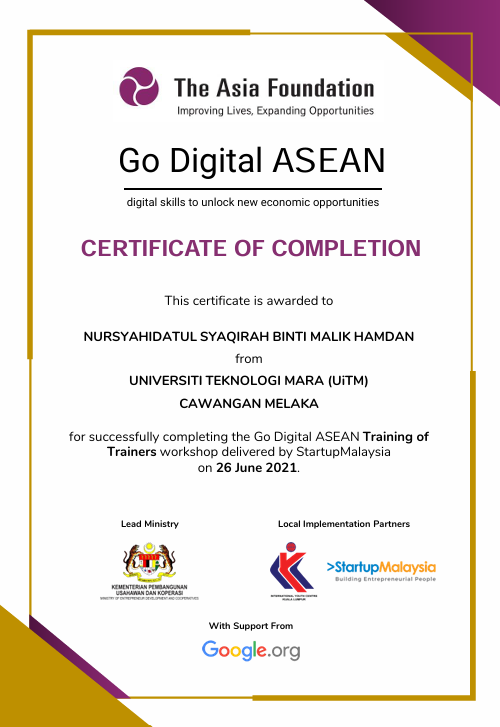 The Asia Foundation
Improving Lives, Expanding Opportunities
Go Digital ASEAN
digital skills to unlock new economic opportunities
CERTIFICATE OF COMPLETION
This certificate is awarded to
NURSYAHIDATUL SYAQIRAH BINTI MALIK HAMDAN
from
UNIVERSITI TEKNOLOGI MARA (UiTM)
CAWANGAN MELAKA
for successfully completing the Go Digital ASEAN Training of
Trainers workshop delivered by StartupMalaysia
on 26 June 2021.
Lead Ministry
Local Implementation Partners
KEMENTERIAN PEMBANGUNAN
USAHAWAN DAN KOPERASI
MINISTRY OF ENTREPRENEUR DEVELOPMENT AND COOPERATIVES
INTERNATIONAL YOUTH CENTRE
KUALA LUMPUR
>StartupMalaysia
Building Entrepreneurial People
With Support From
Google.org